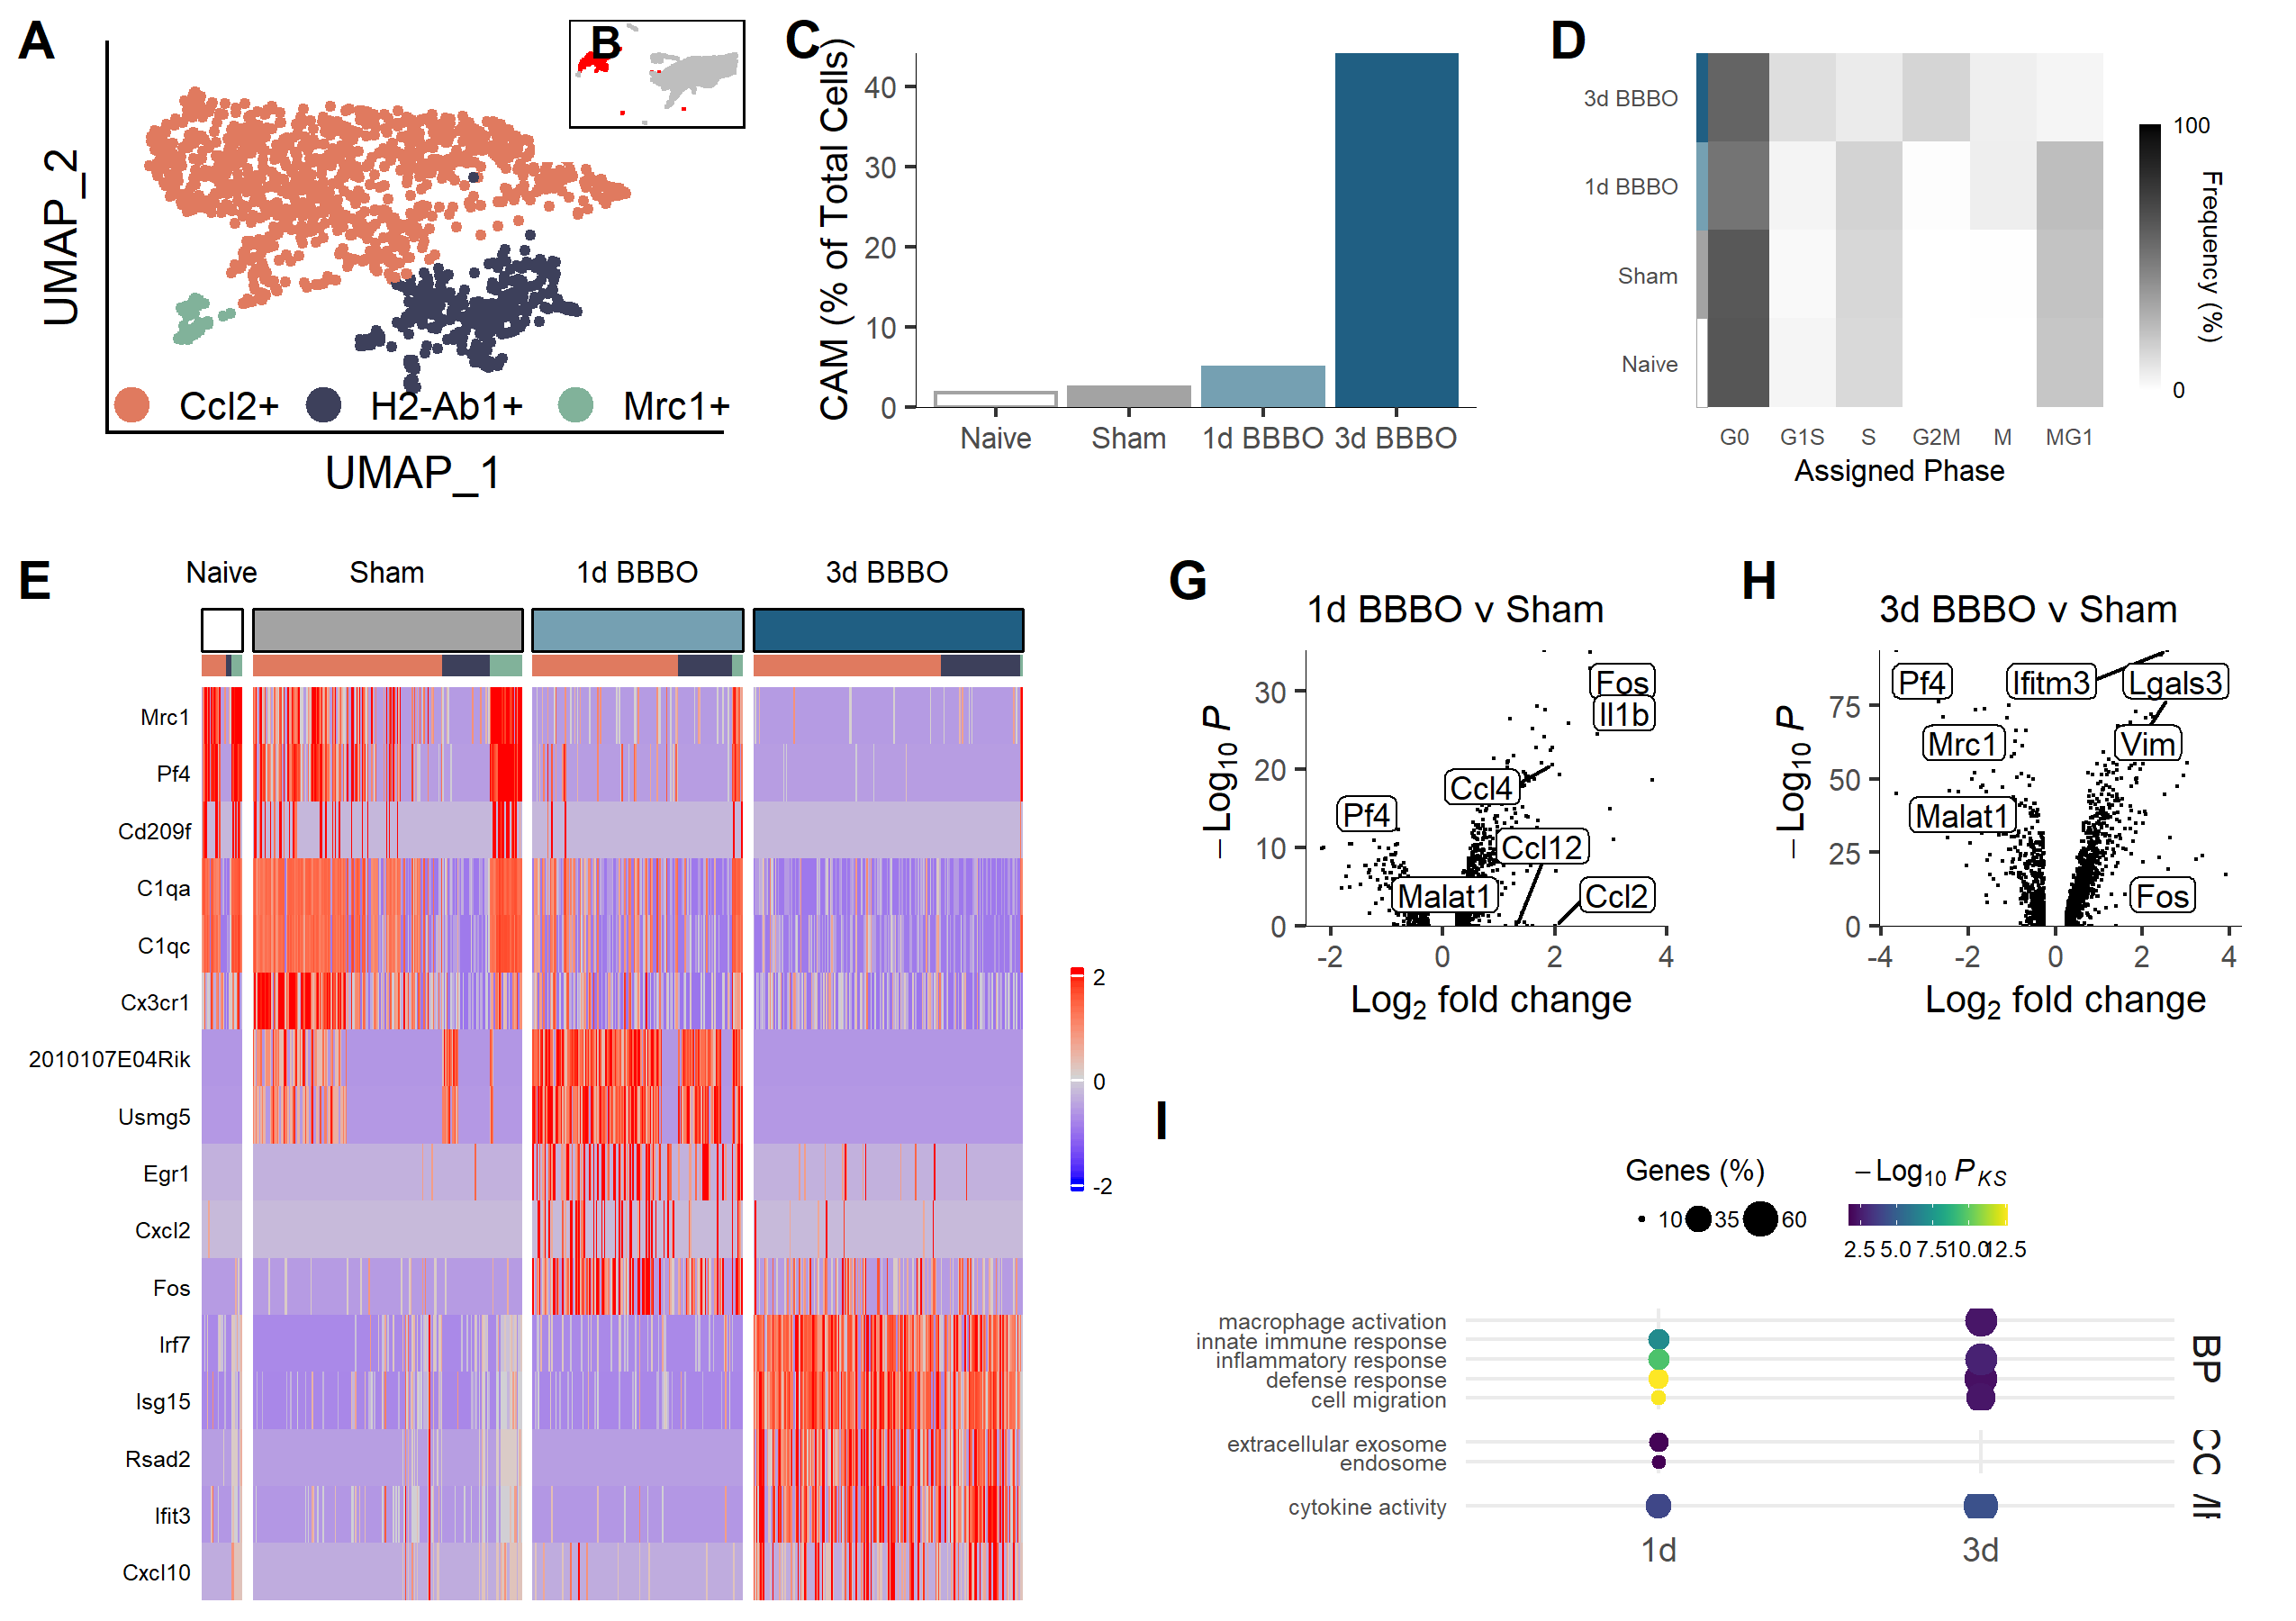 A
B
UMAP_2
Ccl2+ H2-Ab1+ Mrc1+
UMAP_1
C
CAM (% of Total Cells)
40
30
20
10
0
Naive Sham 1d BBBO 3d BBBO
D
3d BBBO
1d BBBO
Sham
Naive
G0 G1S S G2M M MG1
Assigned Phase
100
0
Frequency (%)
E
Naive Sham 1d BBBO 3d BBBO
Mrc1
Pf4
Cd209f
C1qa
C1qc
Cx3cr1
2010107E04Rik
Usmg5
Egr1
Cxcl2
Fos
Irf7
Isg15
Rsad2
Ifit3
Cxcl10
2
0
-2
G
1d BBBO v Sham
– Log10 P
30
20
10
0
Fos
Il1b
Ccl4
Pf4
Ccl12
Malat1
Ccl2
-2 0 2 4
Log2 fold change
H
3d BBBO v Sham
– Log10 P
75
50
25
0
Pf4
Ifitm3
Lgals3
Mrc1
Vim
Malat1
Fos
-4 -2 0 2 4
Log2 fold change
I
Genes (%)
10 35 60
– Log10 PKS
2.5 5.0 7.5 10.0 12.5
macrophage activation
innate immune response
inflammatory response
defense response
cell migration
BP
extracellular exosome
endosome
CC
cytokine activity
1d 3d